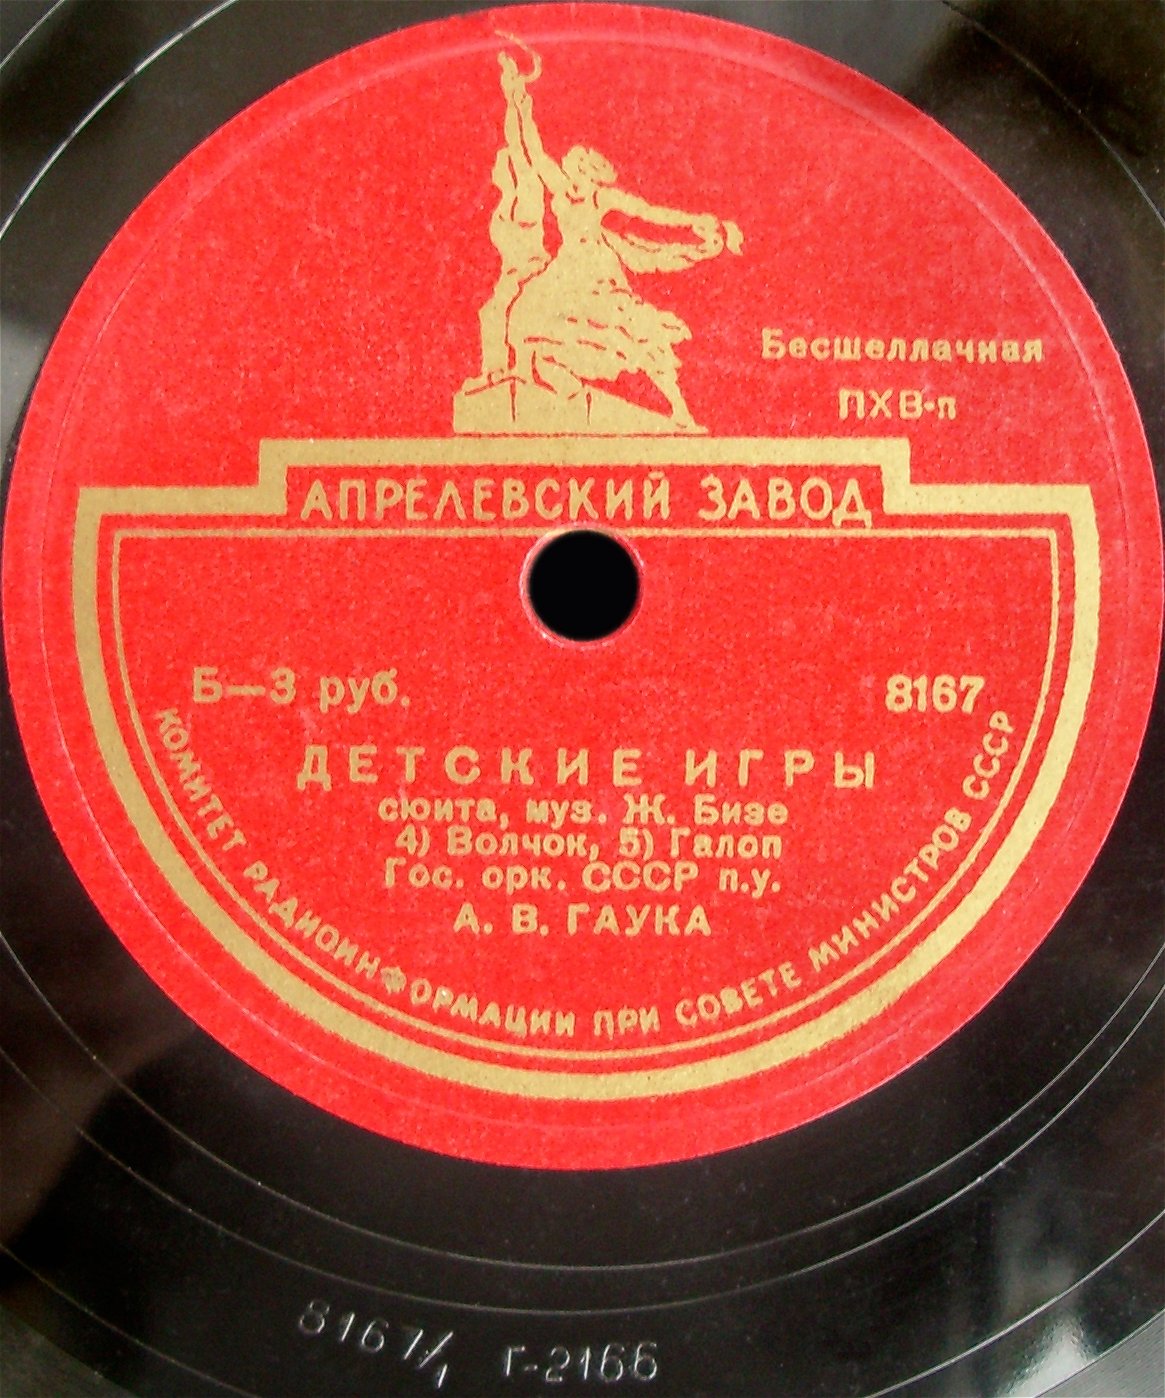 Бесшеллачная
ПХВ-п
АПРЕЛЕВСКИЙ ЗАВОД
Б—3 руб.
8167
ДЕТСКИЕ ИГРЫ
сюита, муз. Ж. Бизе
4) Волчок, 5) Галоп
Гос. орк. СССР п.у.
А. В. ГАУКА
КОМИТЕТ РАДИОИНФОРМАЦИИ ПРИ СОВЕТЕ МИНИСТРОВ СССР
8167/1 Г-2166